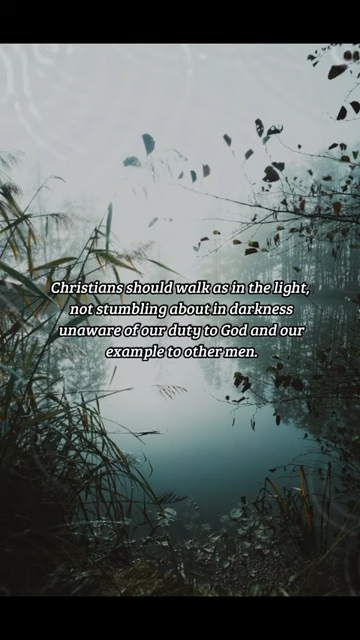 Christians should walk as in the light,
not stumbling about in darkness
unaware of our duty to God and our
example to other men.